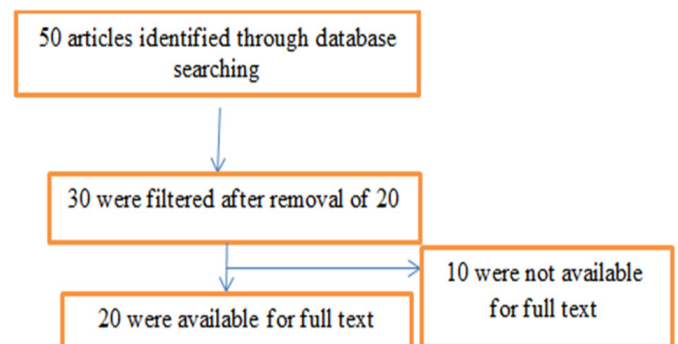 50 articles identified through database
searching
30 were filtered after removal of 20
10 were not available
for full text
20 were available for full text